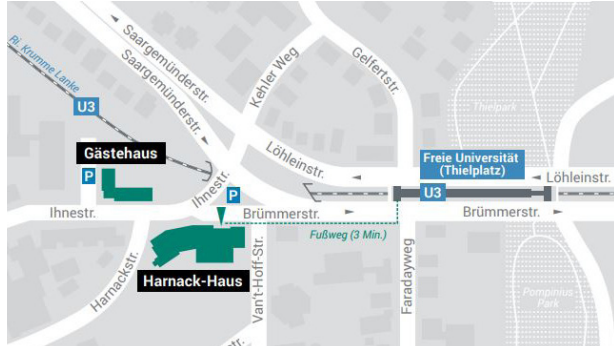 Ri. Krumme Lanke
U3
Saargemünderstr.
Saargemünderstr.
Kehler Weg
Gelfertstr.
Thielpark
Gästehaus
P
Ihnestr.
Löhleinstr.
Freie Universität
(Thielplatz)
U3
Löhleinstr.
P
Ihnestr.
Brümmerstr.
Brümmerstr.
Fußweg (3 Min.)
Harnackstr.
Harnack-Haus
Van't-Hoff-Str.
Faradayweg
Pompinius
Park